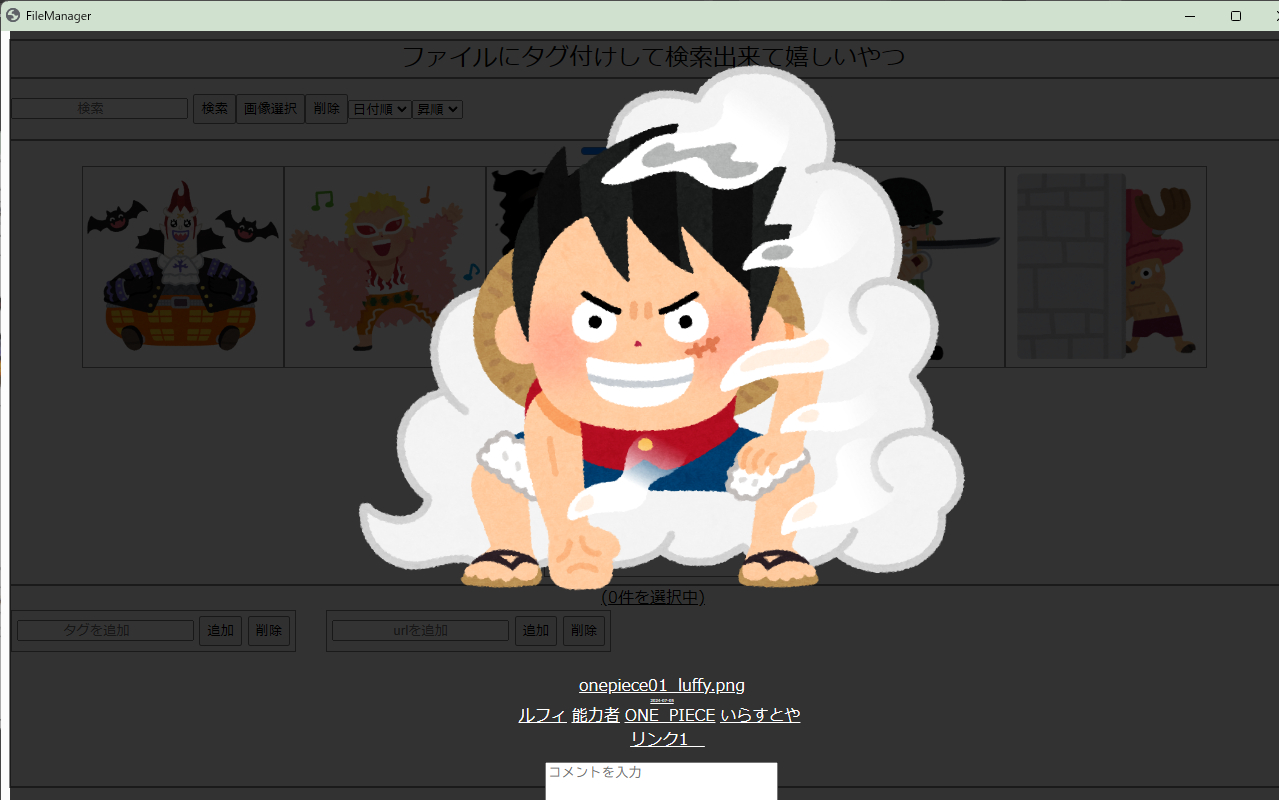 FileManager
ファイルにタグ付けして検索出来て嬉しいやつ
検索 検索 画像選択 削除 日付順 昇順
(0件を選択中)
タグを追加 追加 削除 urlを追加 追加 削除
onepiece01_luffy.png
ルフィ 能力者 ONE_PIECE いらすとや
リンク1
コメントを入力